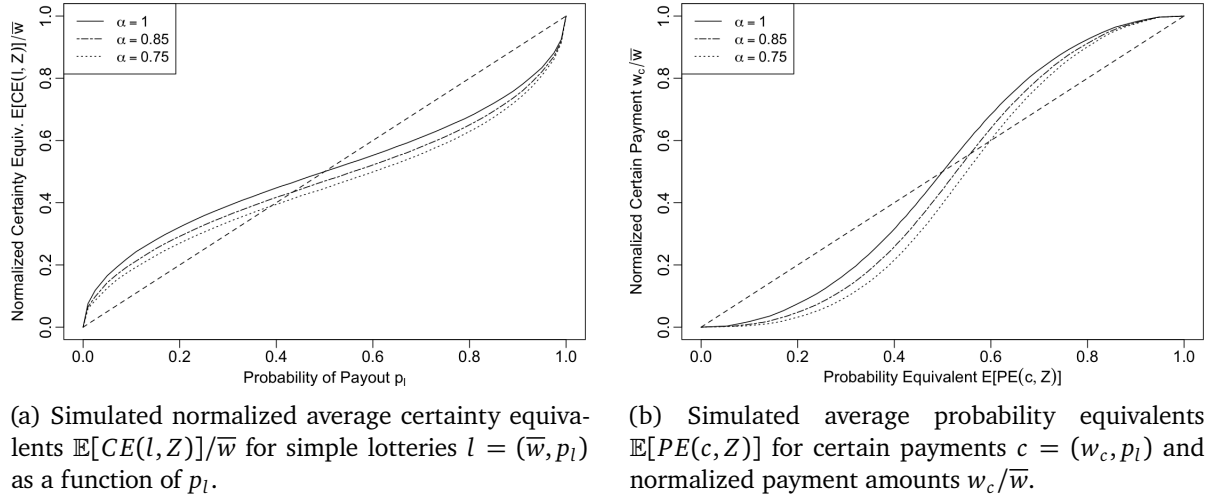 α = 1
α = 0.85
α = 0.75
Normalized Certainty Equiv. E[CE(l, Z)]/w̅
0.0 0.2 0.4 0.6 0.8 1.0
0.0 0.2 0.4 0.6 0.8 1.0
Probability of Payout pₗ
(a) Simulated normalized average certainty equiva-
lents 𝔼[CE(l, Z)]/w̅ for simple lotteries l = (w̅, pₗ)
as a function of pₗ.
α = 1
α = 0.85
α = 0.75
Normalized Certain Payment w_c/w̅
0.0 0.2 0.4 0.6 0.8 1.0
0.0 0.2 0.4 0.6 0.8 1.0
Probability Equivalent E[PE(c, Z)]
(b) Simulated average probability equivalents
𝔼[PE(c, Z)] for certain payments c = (w_c, pₗ) and
normalized payment amounts w_c/w̅.